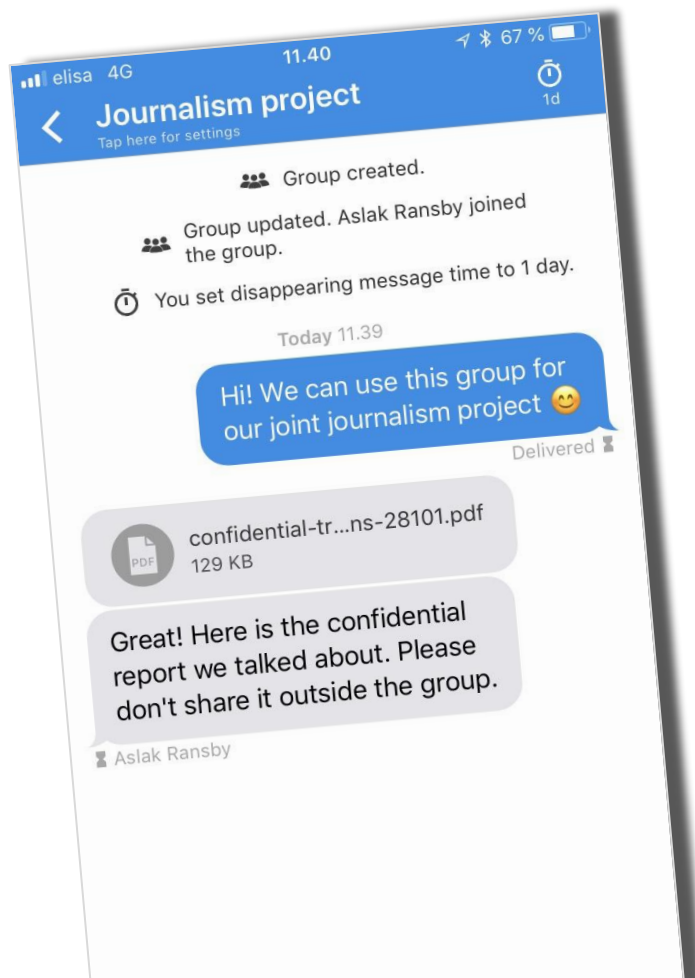 elisa 4G 11.40 67 %
Journalism project
Tap here for settings
1d
Group created.
Group updated. Aslak Ransby joined
the group.
You set disappearing message time to 1 day.
Today 11.39
Hi! We can use this group for
our joint journalism project 😊
Delivered
confidential-tr...ns-28101.pdf
PDF
129 KB
Great! Here is the confidential
report we talked about. Please
don't share it outside the group.
Aslak Ransby